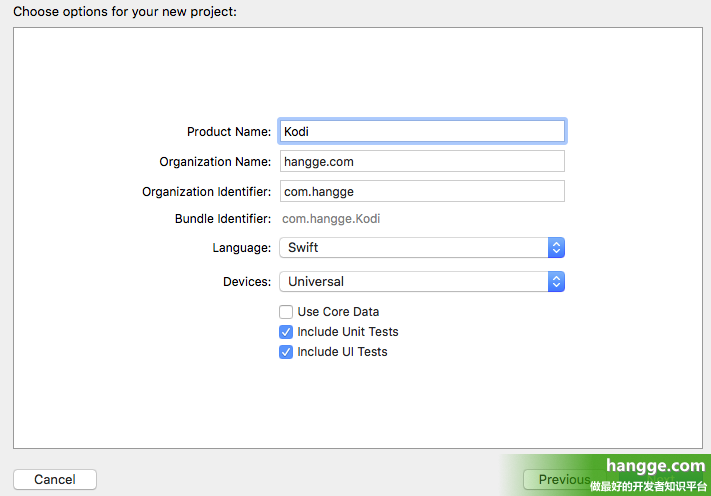 Choose options for your new project:
Product Name: Kodi
Organization Name: hangge.com
Organization Identifier: com.hangge
Bundle Identifier: com.hangge.Kodi
Language: Swift
Devices: Universal
Use Core Data
Include Unit Tests
Include UI Tests
Cancel
Previous
hangge.com
做最好的开发者知识平台